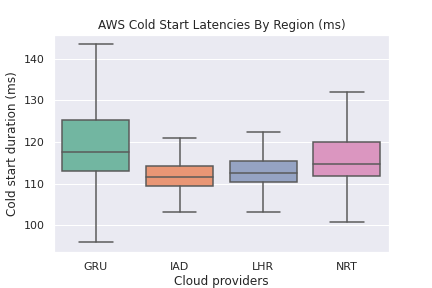 AWS Cold Start Latencies By Region (ms)
Cold start duration (ms)
140
130
120
110
100
GRU IAD LHR NRT
Cloud providers